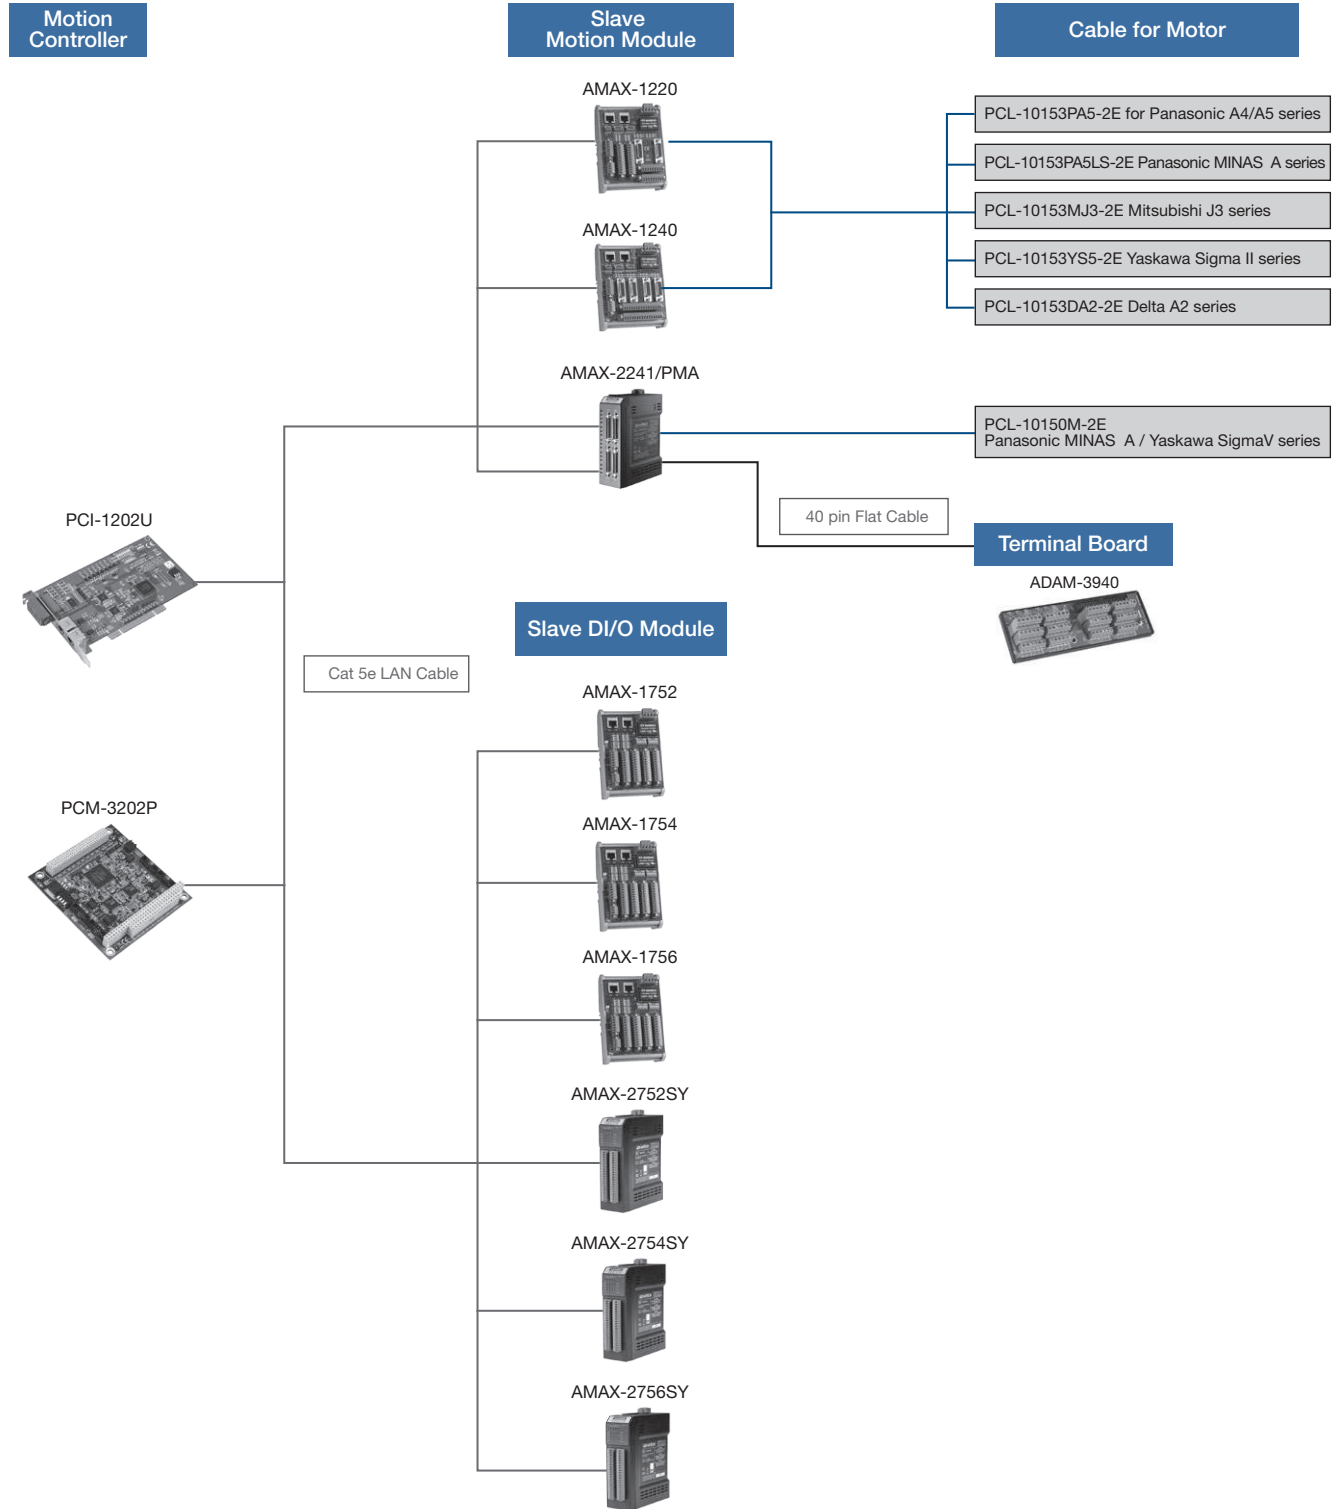 Motion
Controller
Slave
Motion Module
Cable for Motor
AMAX-1220
PCL-10153PA5-2E for Panasonic A4/A5 series
PCL-10153PA5LS-2E Panasonic MINAS A series
PCL-10153MJ3-2E Mitsubishi J3 series
AMAX-1240
PCL-10153YS5-2E Yaskawa Sigma II series
PCL-10153DA2-2E Delta A2 series
AMAX-2241/PMA
PCL-10150M-2E
Panasonic MINAS A / Yaskawa SigmaV series
40 pin Flat Cable
PCI-1202U
Terminal Board
ADAM-3940
Slave DI/O Module
Cat 5e LAN Cable
AMAX-1752
PCM-3202P
AMAX-1754
AMAX-1756
AMAX-2752SY
AMAX-2754SY
AMAX-2756SY